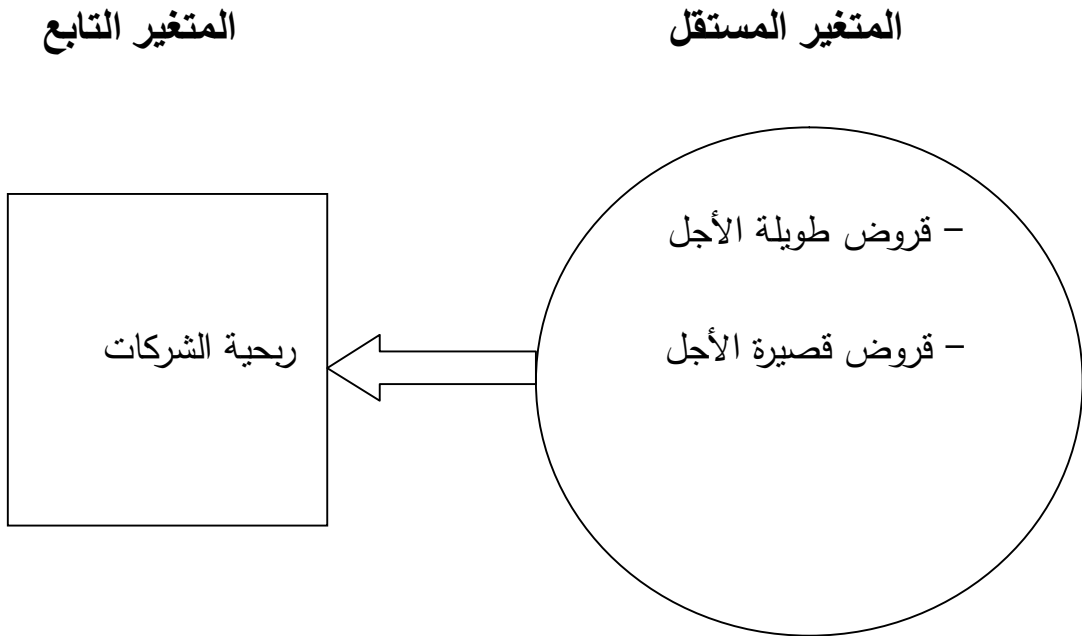 المتغير المستقل
المتغير التابع
– قروض طويلة الأجل
– قروض قصيرة الأجل
ربحية الشركات